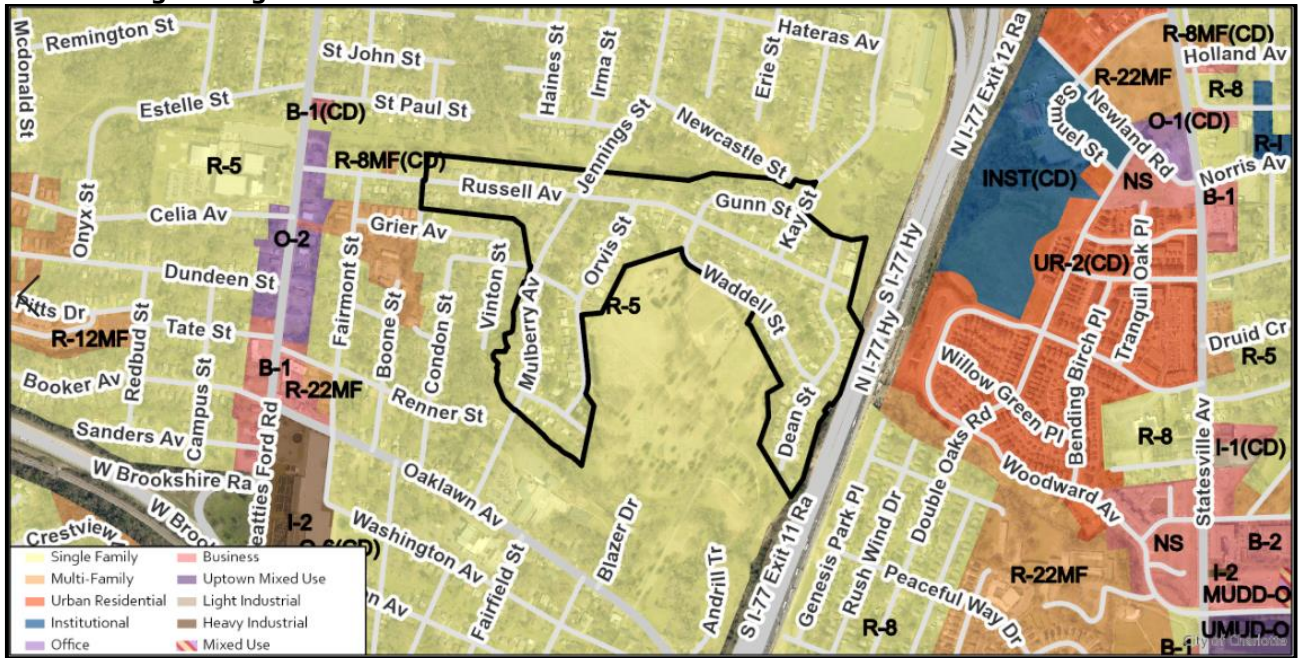 Mcdonald St
Remington St
St John St
Haines St
Irma St
Hateras Av
Erie St
N I-77 Exit 12 Ra
R-8MF(CD)
Holland Av
R-22MF
R-8
Estelle St
B-1(CD)
St Paul St
Jennings St
Newcastle St
Samuel St
Newland Rd
O-1(CD)
R-I
R-5
R-8MF(CD)
Russell Av
Gunn St
Kay St
INST(CD)
NS
Norris Av
B-1
Onyx St
Celia Av
Grier Av
Orvis St
O-2
Dundeen St
Fairmont St
Vinton St
Waddell St
N I-77 Hy S I-77 Hy
UR-2(CD)
Tranquil Oak Pl
Pitts Dr
R-12MF
Redbud St
Tate St
Boone St
Condon St
Mulberry Av
R-5
Bending Birch Pl
Druid Cr
R-5
Booker Av
Campus St
B-1
R-22MF
Renner St
Dean St
Willow Green Pl
Sanders Av
Double Oaks Rd
R-8
I-1(CD)
Statesville Av
W Brookshire Ra
Beatties Ford Rd
Oaklawn Av
Woodward Av
Genesis Park Pl
Rush Wind Dr
I-2
Washington Av
Fairfield St
Blazer Dr
Andrill Tr
S I-77 Exit 11 Ra
Peaceful Way Dr
R-22MF
R-8
NS
B-2
I-2
MUDD-O
UMUD-O
B-1
Crestview
Single Family
Business
Multi-Family
Uptown Mixed Use
Urban Residential
Light Industrial
Institutional
Heavy Industrial
Office
Mixed Use
City of Charlotte